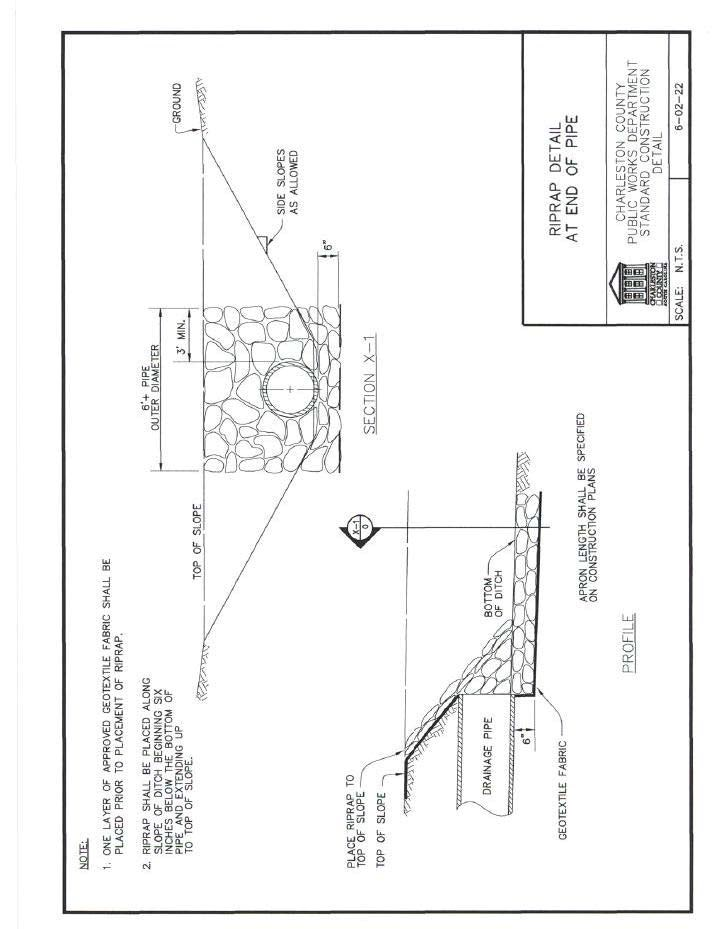 NOTE:
1. ONE LAYER OF APPROVED GEOTEXTILE FABRIC SHALL BE
PLACED PRIOR TO PLACEMENT OF RIPRAP.
2. RIPRAP SHALL BE PLACED ALONG
SLOPE OF DITCH BEGINNING SIX
INCHES BELOW THE BOTTOM OF
PIPE AND EXTENDING UP
TO TOP OF SLOPE.
6'+ PIPE
OUTER DIAMETER
3' MIN.
GROUND
TOP OF SLOPE
SIDE SLOPES
AS ALLOWED
6"
SECTION X-1
PLACE RIPRAP TO
TOP OF SLOPE
TOP OF SLOPE
X-1
0
BOTTOM
OF DITCH
DRAINAGE PIPE
6"
GEOTEXTILE FABRIC
APRON LENGTH SHALL BE SPECIFIED
ON CONSTRUCTION PLANS
PROFILE
RIPRAP DETAIL
AT END OF PIPE
CHARLESTON
COUNTY
SOUTH CAROLINA
CHARLESTON COUNTY
PUBLIC WORKS DEPARTMENT
STANDARD CONSTRUCTION
DETAIL
SCALE: N.T.S.
6-02-22